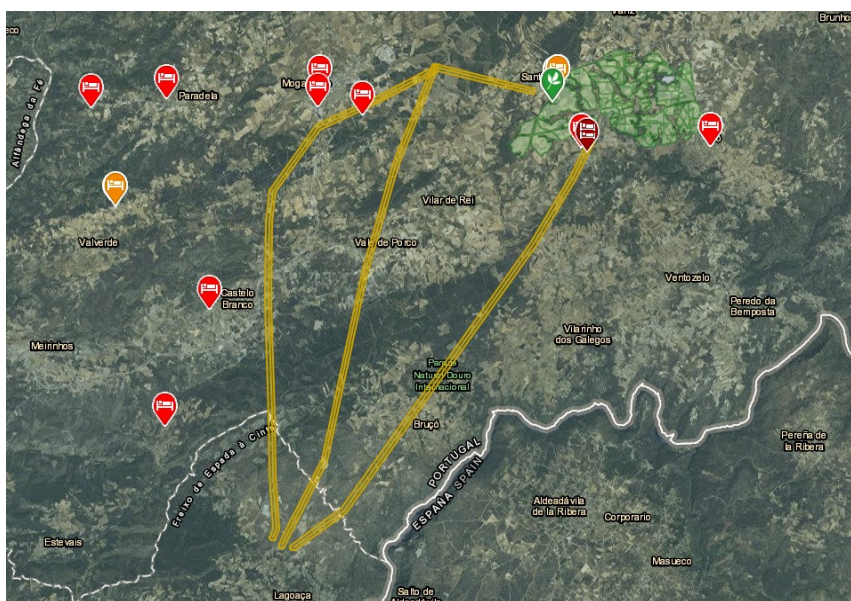 Brunho
Sant
Moga
Paradela
Alfândega da Fé
Vilar de Rei
Vale de Porco
Valverde
Ventozelo
Castelo
Branco
Peredo da
Bemposta
Vilarinho
dos Galegos
Meirinhos
Parque
Natural Douro
Internacional
Bruçó
Freixo de Espada à Cinta
PORTUGAL
ESPAÑA SPAIN
Pereña de
la Ribera
Aldeadávila
de la Ribera
Corporario
Estevais
Masueco
Lagoaça
Salto de